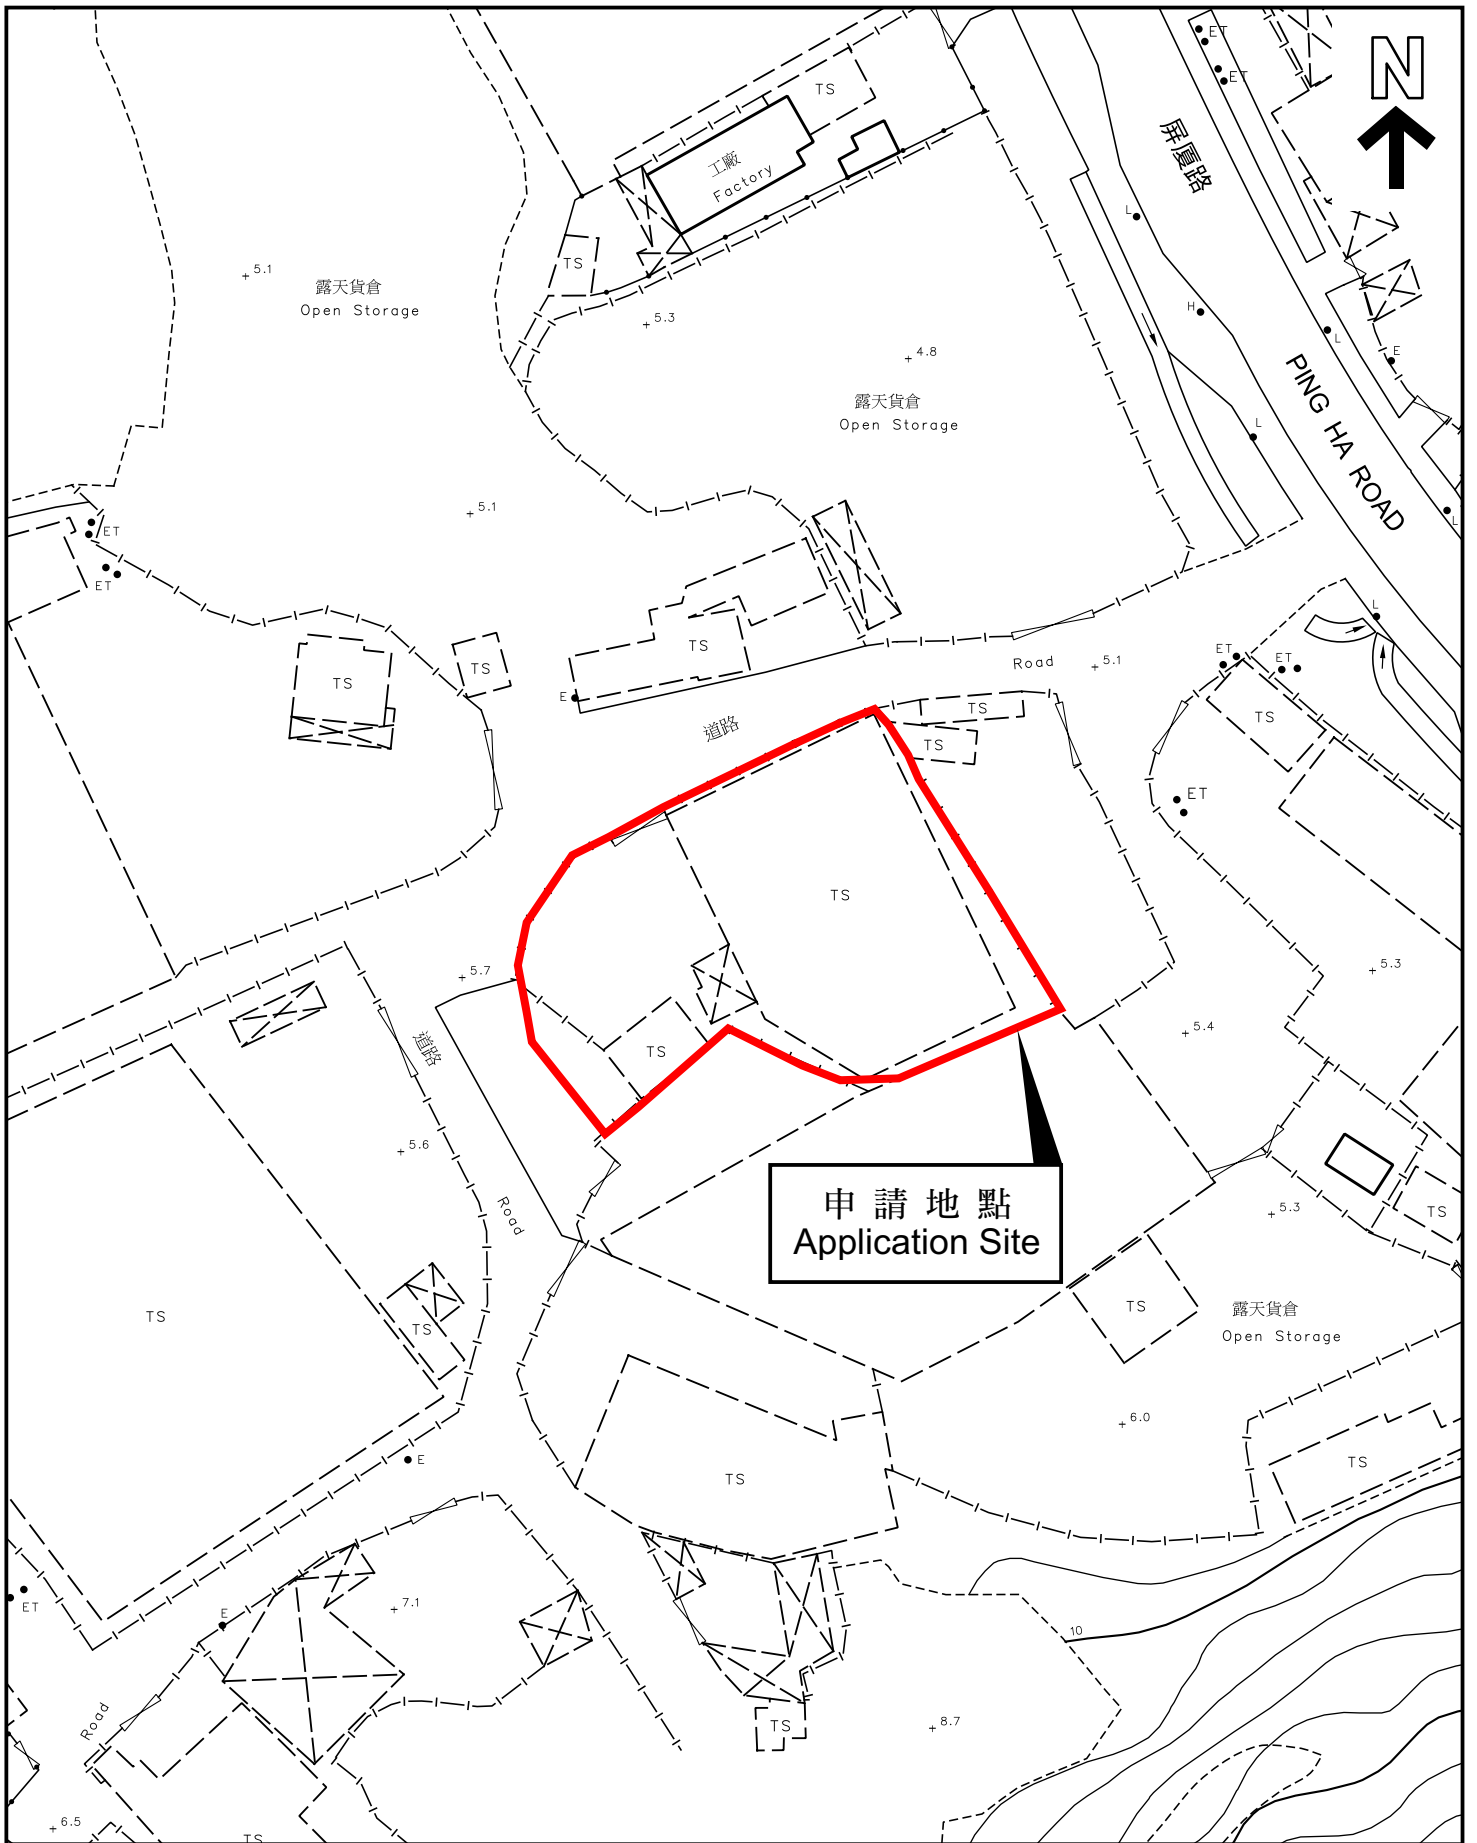 ET
ET
N
TS
屏廈路
工廠
Factory
L
TS
5.1
露天貨倉
Open Storage
H
5.3
L
4.8
E
PING HA ROAD
露天貨倉
Open Storage
L
5.1
L
ET
ET
L
TS
TS
TS
Road
5.1
ET
ET
E
TS
TS
道路
TS
TS
ET
TS
5.7
5.3
道路
TS
5.4
5.6
申請地點
Application Site
Road
5.3
TS
TS
TS
TS
露天貨倉
Open Storage
6.0
E
TS
TS
ET
E
7.1
10
Road
TS
8.7
6.5
TS